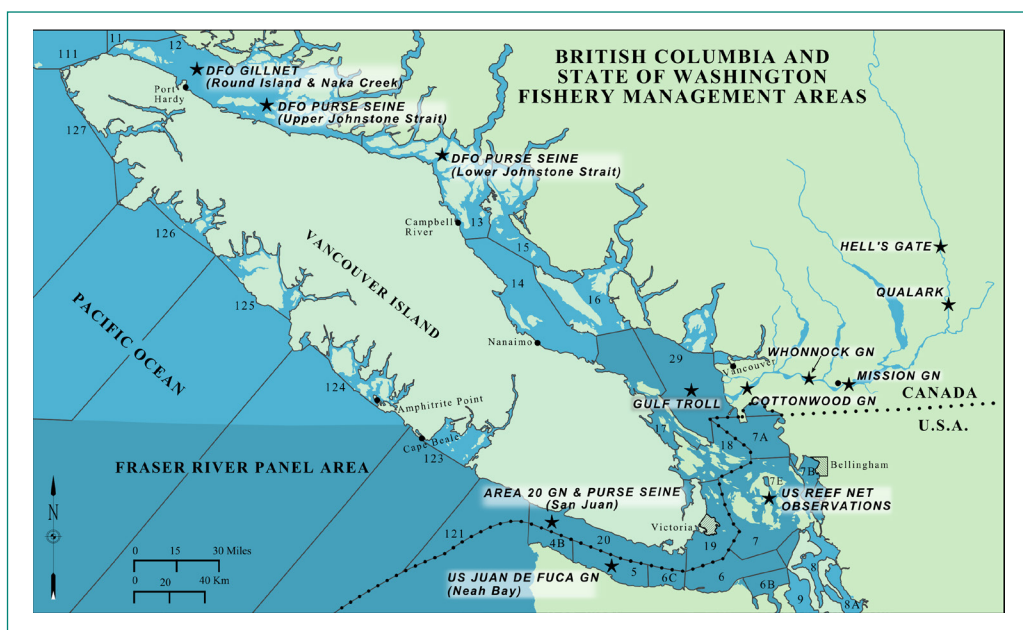 BRITISH COLUMBIA AND
STATE OF WASHINGTON
FISHERY MANAGEMENT AREAS
111
11
12
DFO GILLNET
(Round Island & Naka Creek)
Port
Hardy
DFO PURSE SEINE
(Upper Johnstone Strait)
127
DFO PURSE SEINE
(Lower Johnstone Strait)
Campbell
River
13
126
VANCOUVER ISLAND
15
HELL'S GATE
125
14
16
QUALARK
PACIFIC OCEAN
Nanaimo
29
Vancouver
WHONNOCK GN
MISSION GN
124
Amphitrite Point
GULF TROLL
COTTONWOOD GN
CANADA
U.S.A.
17
18
7A
Cape Beale
123
FRASER RIVER PANEL AREA
7B
Bellingham
7E
AREA 20 GN & PURSE SEINE
(San Juan)
US REEF NET
OBSERVATIONS
N
121
Victoria
4B
20
19
7
0 15 30 Miles
0 20 40 Km
US JUAN DE FUCA GN
(Neah Bay)
5
6C
6
6B
8
9
8A